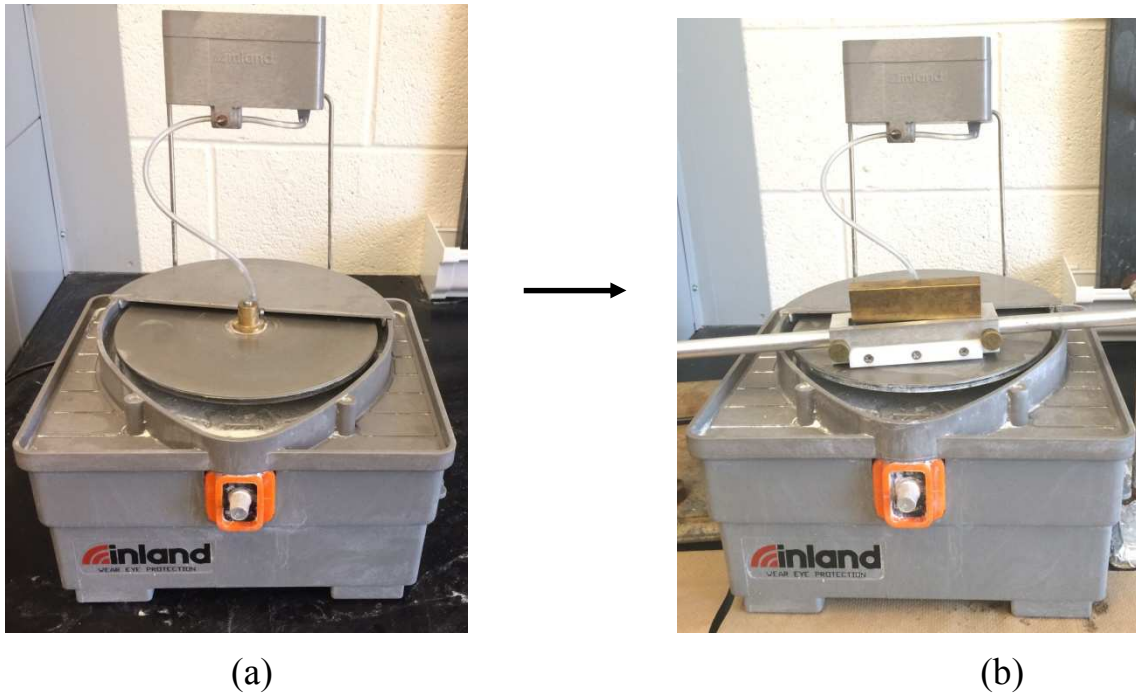 inland
inland
inland
WEAR EYE PROTECTION
inland
WEAR EYE PROTECTION
(a)
(b)